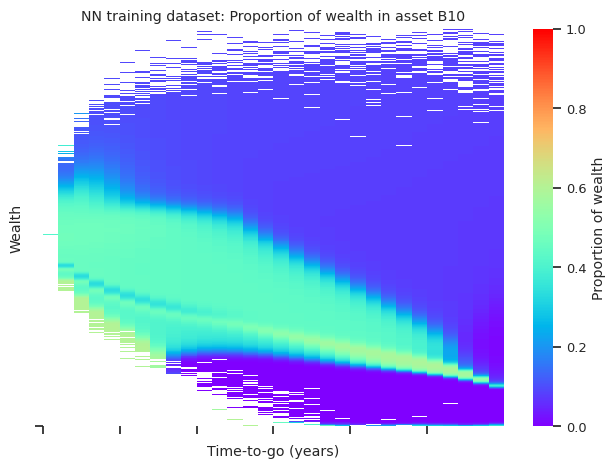 NN training dataset: Proportion of wealth in asset B10
Wealth
Time-to-go (years)
1.0
0.8
0.6
0.4
0.2
0.0
Proportion of wealth